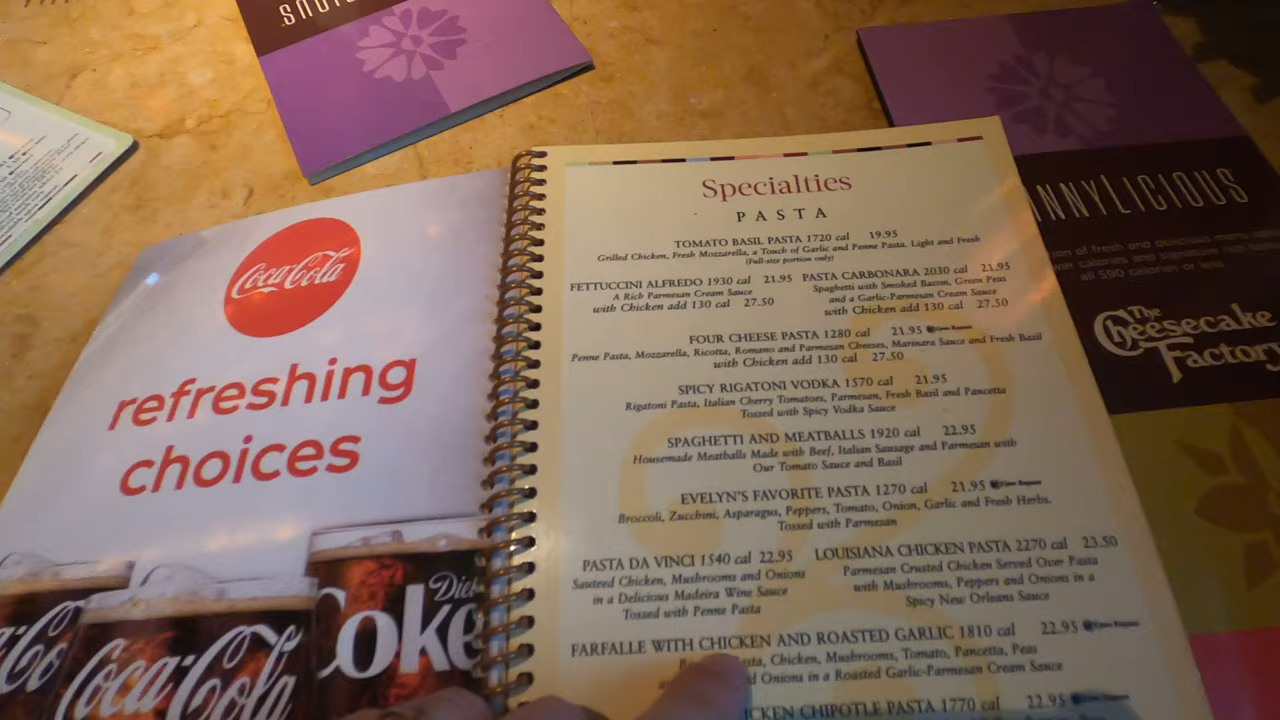 Coca-Cola
refreshing
choices
Diet
Coke
Coca-Cola
Specialties
PASTA
TOMATO BASIL PASTA 1720 cal 19.95
Grilled Chicken, Fresh Mozzarella, a Touch of Garlic and Penne Pasta, Light and Fresh
(Full-size portion only)
FETTUCCINI ALFREDO 1930 cal 21.95
A Rich Parmesan Cream Sauce
with Chicken add 130 cal 27.50
PASTA CARBONARA 2030 cal 21.95
Spaghetti with Smoked Bacon, Green Peas
and a Garlic-Parmesan Cream Sauce
with Chicken add 130 cal 27.50
FOUR CHEESE PASTA 1280 cal 21.95
Penne Pasta, Mozzarella, Ricotta, Romano and Parmesan Cheeses, Marinara Sauce and Fresh Basil
with Chicken add 130 cal 27.50
SPICY RIGATONI VODKA 1570 cal 21.95
Rigatoni Pasta, Italian Cherry Tomatoes, Parmesan, Fresh Basil and Pancetta
Tossed with Spicy Vodka Sauce
SPAGHETTI AND MEATBALLS 1920 cal 22.95
Housemade Meatballs Made with Beef, Italian Sausage and Parmesan with
Our Tomato Sauce and Basil
EVELYN'S FAVORITE PASTA 1270 cal 21.95
Broccoli, Zucchini, Asparagus, Peppers, Tomato, Onion, Garlic and Fresh Herbs.
Tossed with Parmesan
PASTA DA VINCI 1540 cal 22.95
Sauteed Chicken, Mushrooms and Onions
in a Delicious Madeira Wine Sauce
Tossed with Penne Pasta
LOUISIANA CHICKEN PASTA 2270 cal 23.50
Parmesan Crusted Chicken Served Over Pasta
with Mushrooms, Peppers and Onions in a
Spicy New Orleans Sauce
FARFALLE WITH CHICKEN AND ROASTED GARLIC 1810 cal 22.95
Chicken, Mushrooms, Tomato, Pancetta, Peas
Onions in a Roasted Garlic-Parmesan Cream Sauce
CHICKEN CHIPOTLE PASTA 1770 cal 22.95
NNYLICIOUS
all 590 calories or less
The
Cheesecake
Factory